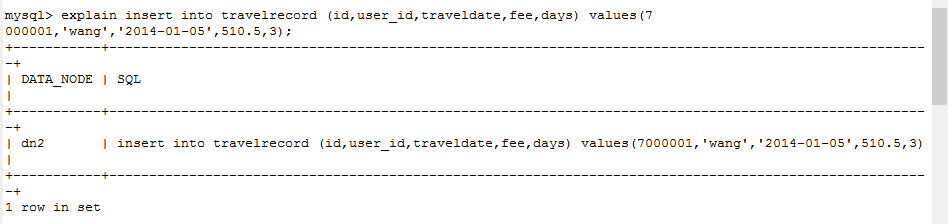 mysql> explain insert into travelrecord (id,user_id,traveldate,fee,days) values(7
000001,'wang','2014-01-05',510.5,3);
+-----------+----------------------------------------------------------------------------------------------------
-+
| DATA_NODE | SQL
|
+-----------+----------------------------------------------------------------------------------------------------
-+
| dn2       | insert into travelrecord (id,user_id,traveldate,fee,days) values(7000001,'wang','2014-01-05',510.5,3)
|
+-----------+----------------------------------------------------------------------------------------------------
-+
1 row in set